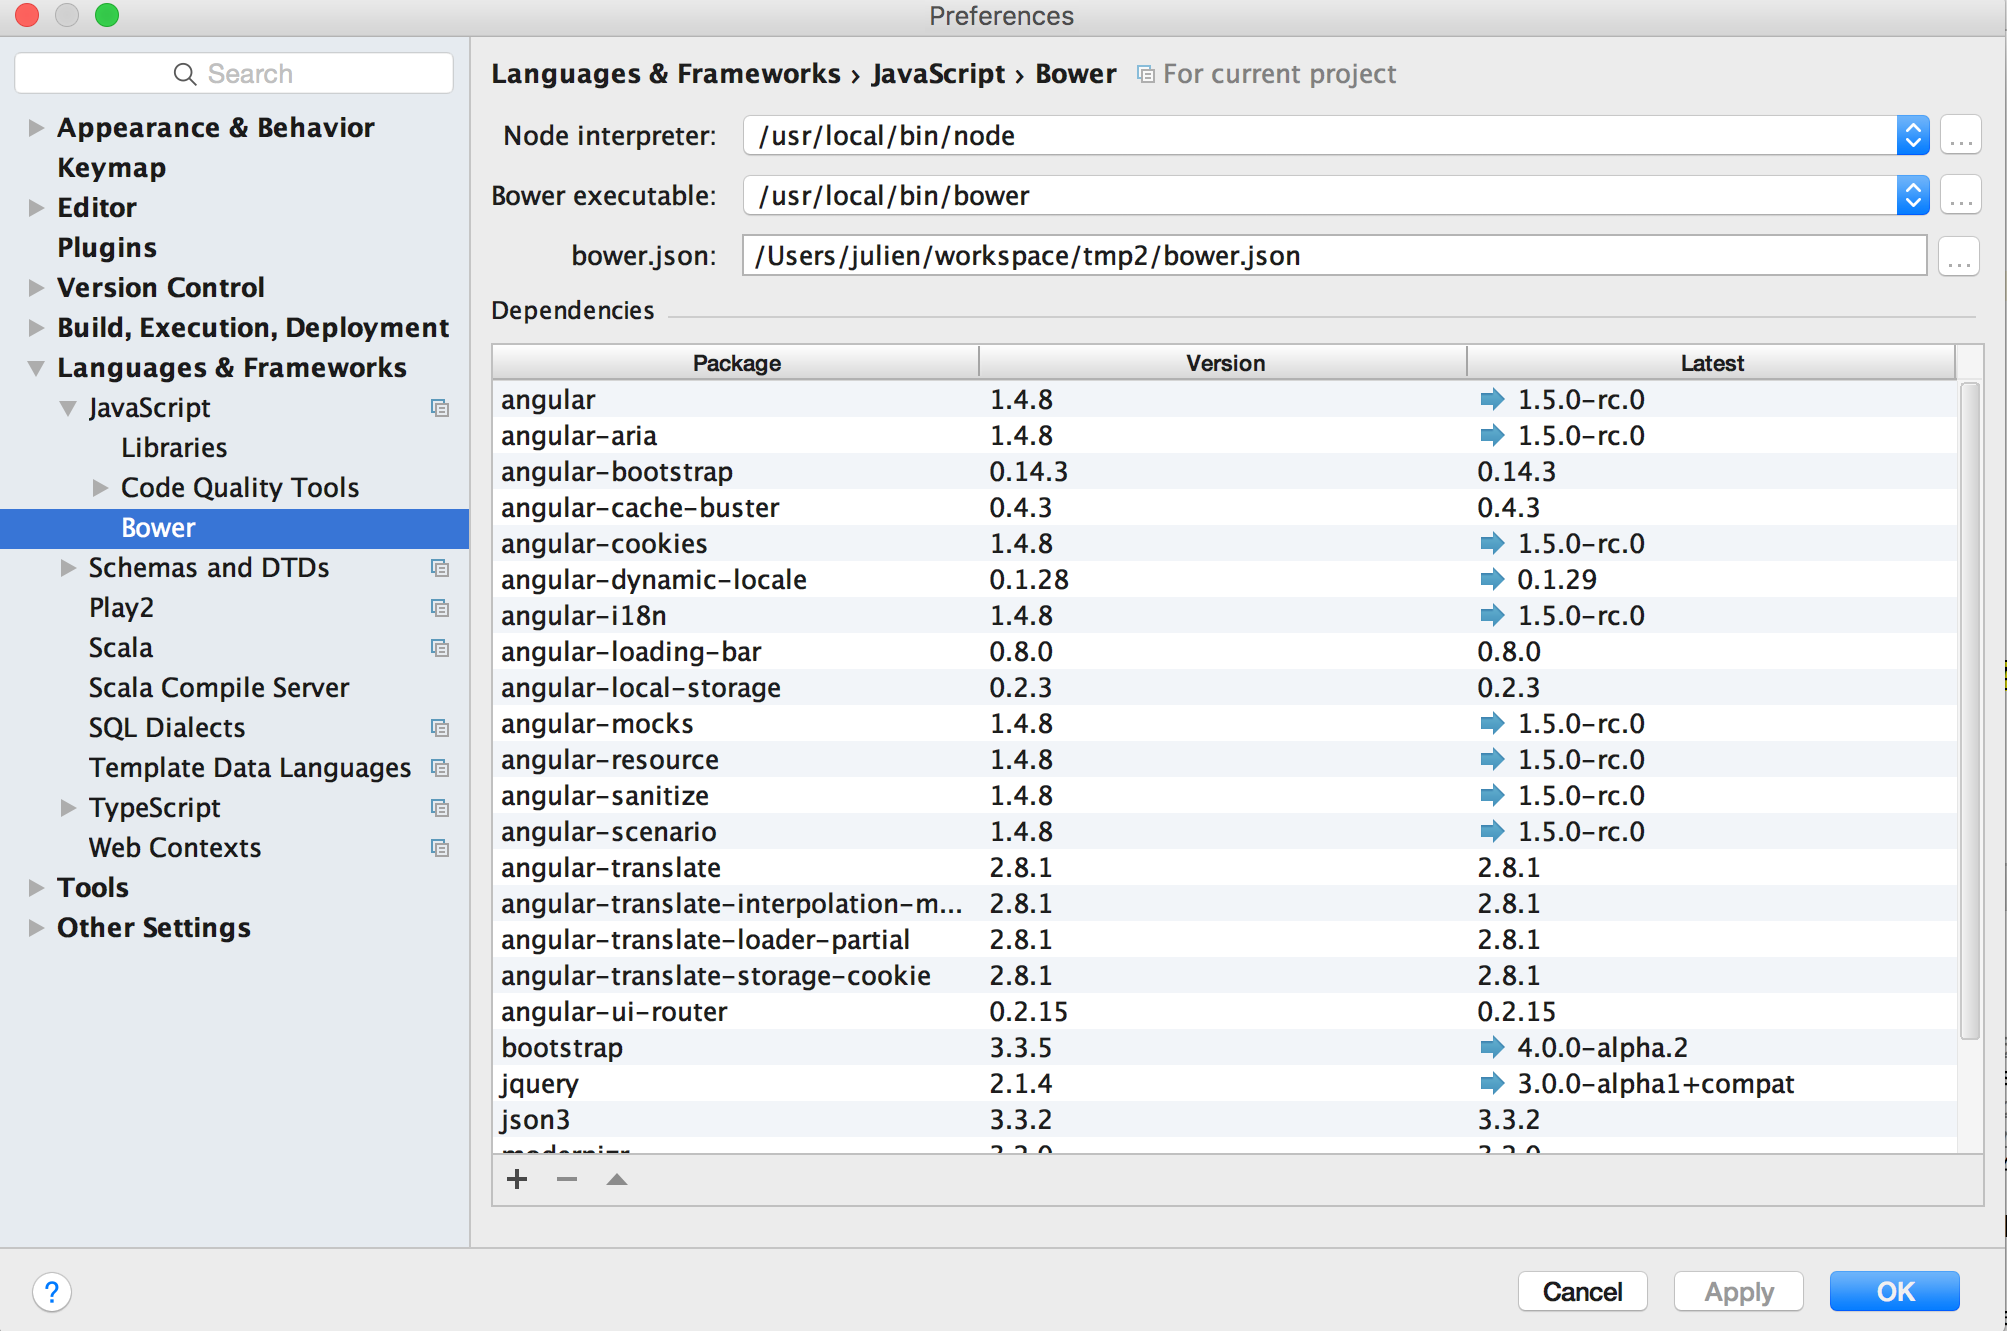 Preferences
Search
Appearance & Behavior
Keymap
Editor
Plugins
Version Control
Build, Execution, Deployment
Languages & Frameworks
JavaScript
Libraries
Code Quality Tools
Bower
Schemas and DTDs
Play2
Scala
Scala Compile Server
SQL Dialects
Template Data Languages
TypeScript
Web Contexts
Tools
Other Settings
Languages & Frameworks › JavaScript › Bower For current project
Node interpreter: /usr/local/bin/node ...
Bower executable: /usr/local/bin/bower ...
bower.json: /Users/julien/workspace/tmp2/bower.json ...
Dependencies
Package Version Latest
angular 1.4.8 1.5.0-rc.0
angular-aria 1.4.8 1.5.0-rc.0
angular-bootstrap 0.14.3 0.14.3
angular-cache-buster 0.4.3 0.4.3
angular-cookies 1.4.8 1.5.0-rc.0
angular-dynamic-locale 0.1.28 0.1.29
angular-i18n 1.4.8 1.5.0-rc.0
angular-loading-bar 0.8.0 0.8.0
angular-local-storage 0.2.3 0.2.3
angular-mocks 1.4.8 1.5.0-rc.0
angular-resource 1.4.8 1.5.0-rc.0
angular-sanitize 1.4.8 1.5.0-rc.0
angular-scenario 1.4.8 1.5.0-rc.0
angular-translate 2.8.1 2.8.1
angular-translate-interpolation-m... 2.8.1 2.8.1
angular-translate-loader-partial 2.8.1 2.8.1
angular-translate-storage-cookie 2.8.1 2.8.1
angular-ui-router 0.2.15 0.2.15
bootstrap 3.3.5 4.0.0-alpha.2
jquery 2.1.4 3.0.0-alpha1+compat
json3 3.3.2 3.3.2
?
Cancel Apply OK